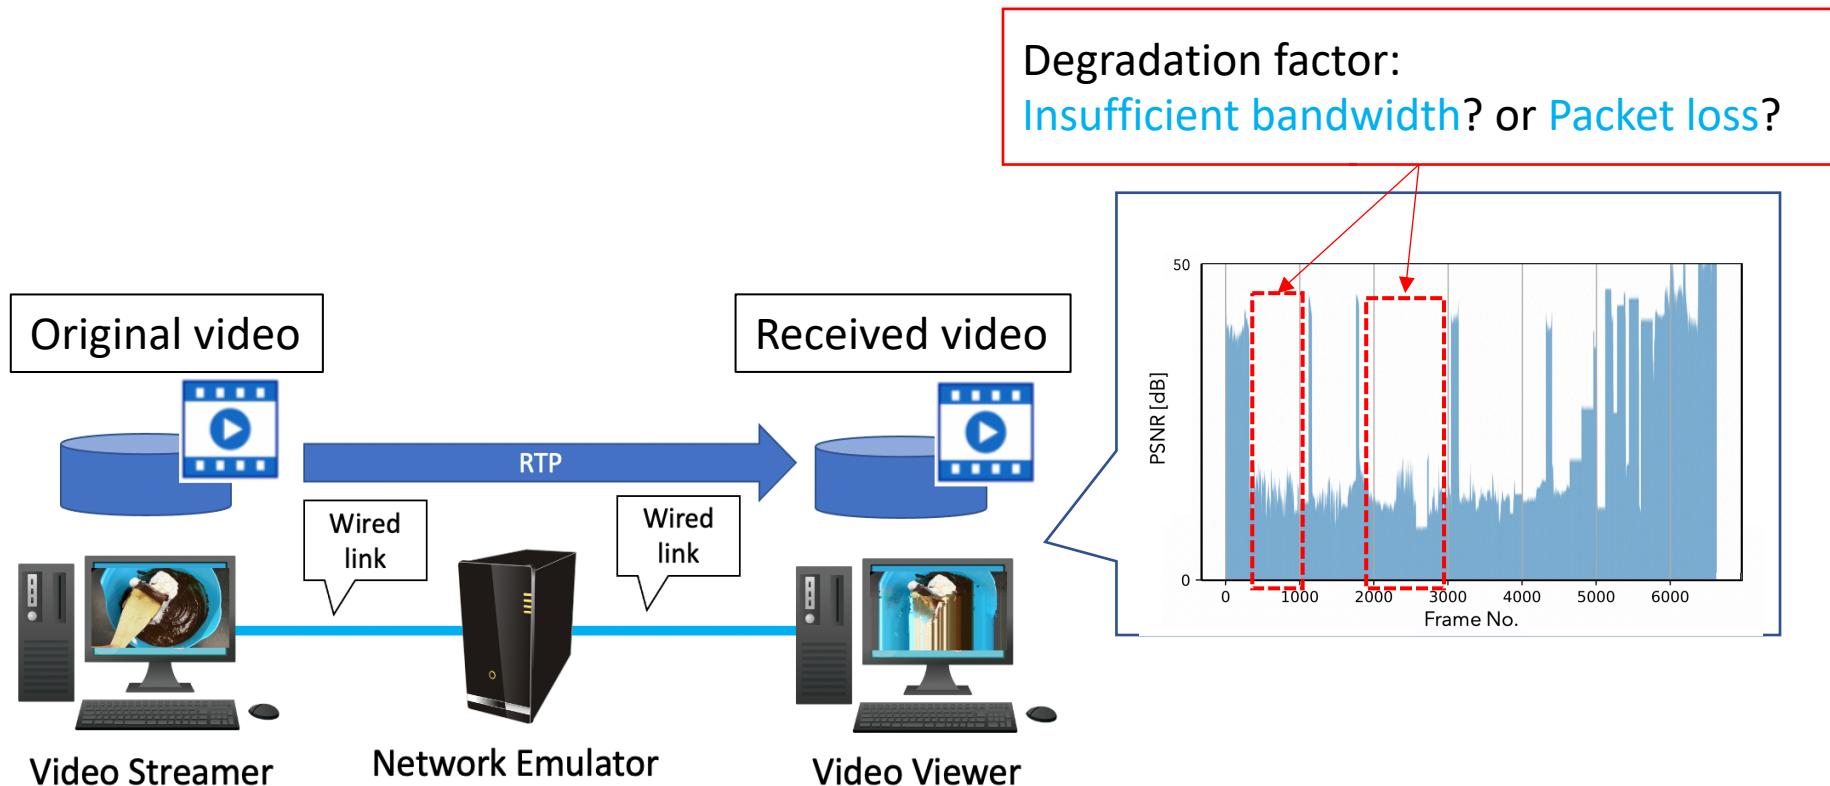 Degradation factor:
Insufficient bandwidth? or Packet loss?
Original video
Received video
RTP
Wired
link
Wired
link
Video Streamer
Network Emulator
Video Viewer
50
PSNR [dB]
0
0 1000 2000 3000 4000 5000 6000
Frame No.